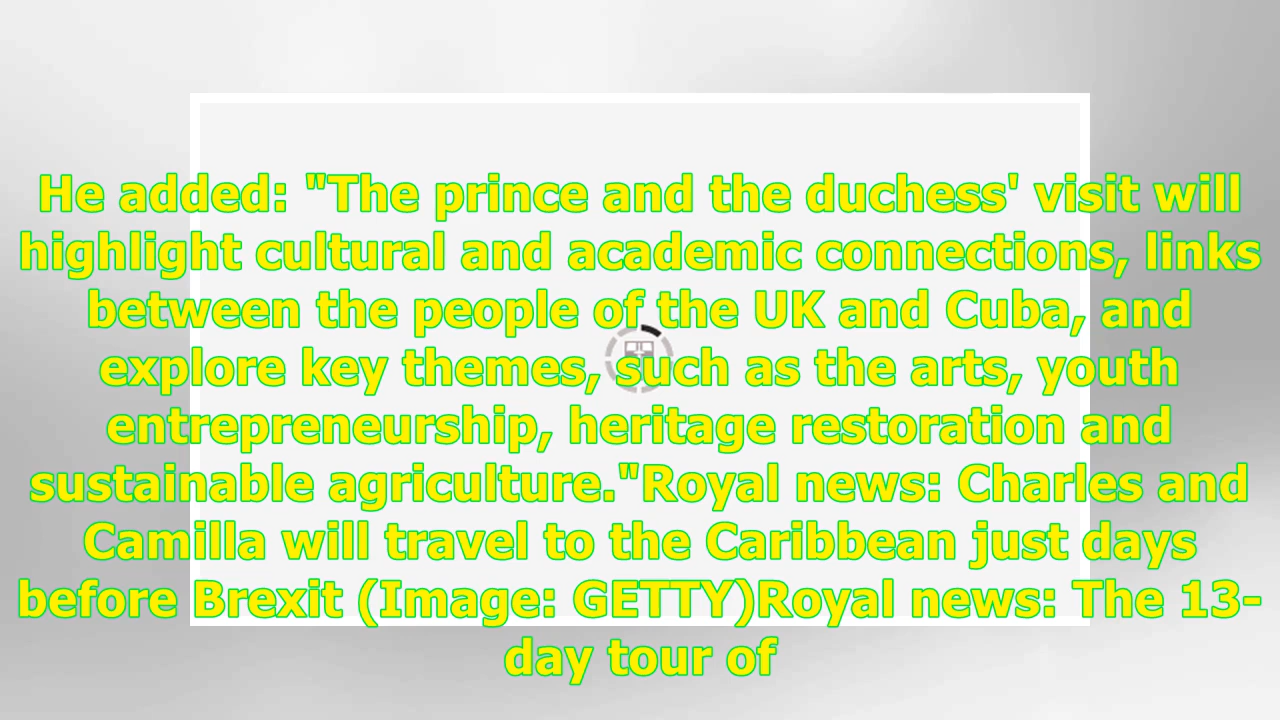 He added: "The prince and the duchess' visit will
highlight cultural and academic connections, links
between the people of the UK and Cuba, and
explore key themes, such as the arts, youth
entrepreneurship, heritage restoration and
sustainable agriculture."Royal news: Charles and
Camilla will travel to the Caribbean just days
before Brexit (Image: GETTY)Royal news: The 13-
day tour of